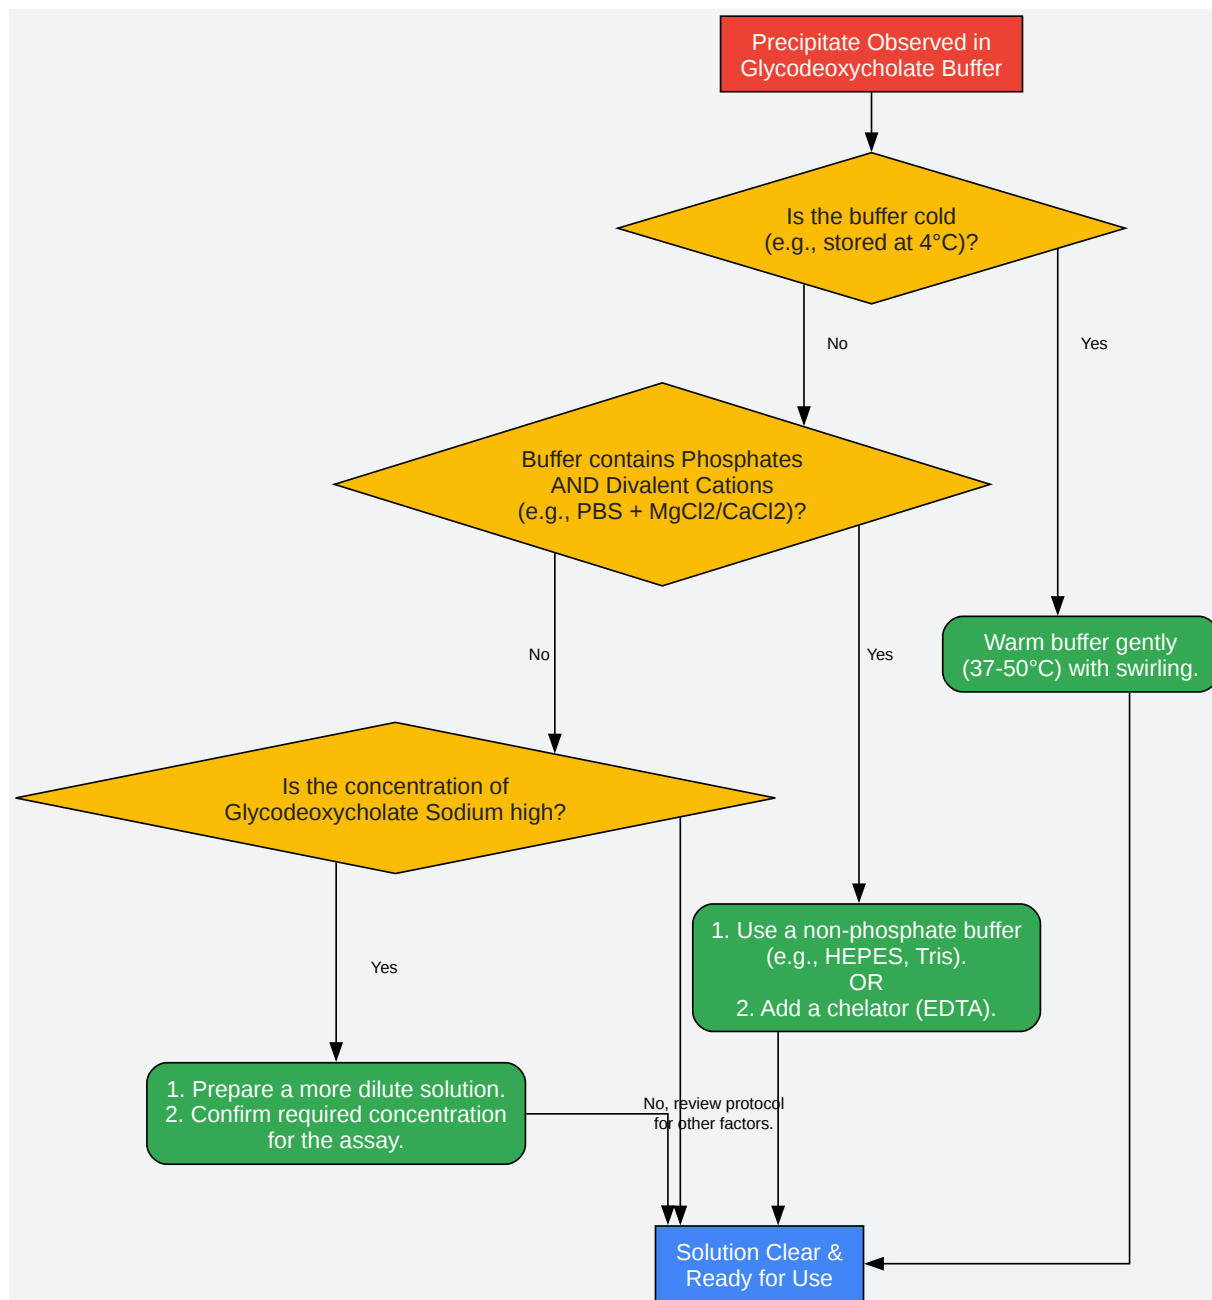 Precipitate Observed in
Glycodeoxycholate Buffer
Is the buffer cold
(e.g., stored at 4°C)?
No
Yes
Buffer contains Phosphates
AND Divalent Cations
(e.g., PBS + MgCl2/CaCl2)?
No
Yes
Warm buffer gently
(37-50°C) with swirling.
Is the concentration of
Glycodeoxycholate Sodium high?
Yes
1. Use a non-phosphate buffer
(e.g., HEPES, Tris).
OR
2. Add a chelator (EDTA).
1. Prepare a more dilute solution.
2. Confirm required concentration
for the assay.
No, review protocol
for other factors.
Solution Clear &
Ready for Use